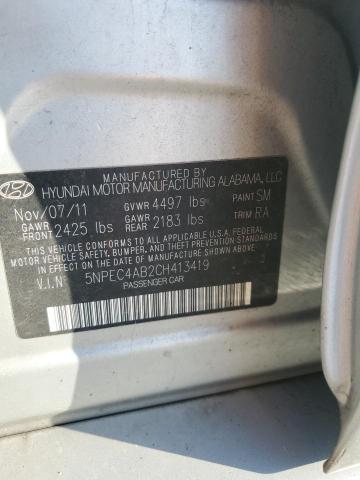 MANUFACTURED BY
HYUNDAI MOTOR MANUFACTURING ALABAMA, LLC
Nov/07/11 GVWR 4497 lbs PAINT SM
GAWR FRONT 2425 lbs GAWR REAR 2183 lbs TRIM RA
THIS VEHICLE CONFORMS TO ALL APPLICABLE U.S.A. FEDERAL
MOTOR VEHICLE SAFETY, BUMPER, AND THEFT PREVENTION
STANDARDS IN EFFECT ON THE DATE OF MANUFACTURE SHOWN ABOVE.
V.I.N 5NPEC4AB2CH413419
PASSENGER CAR